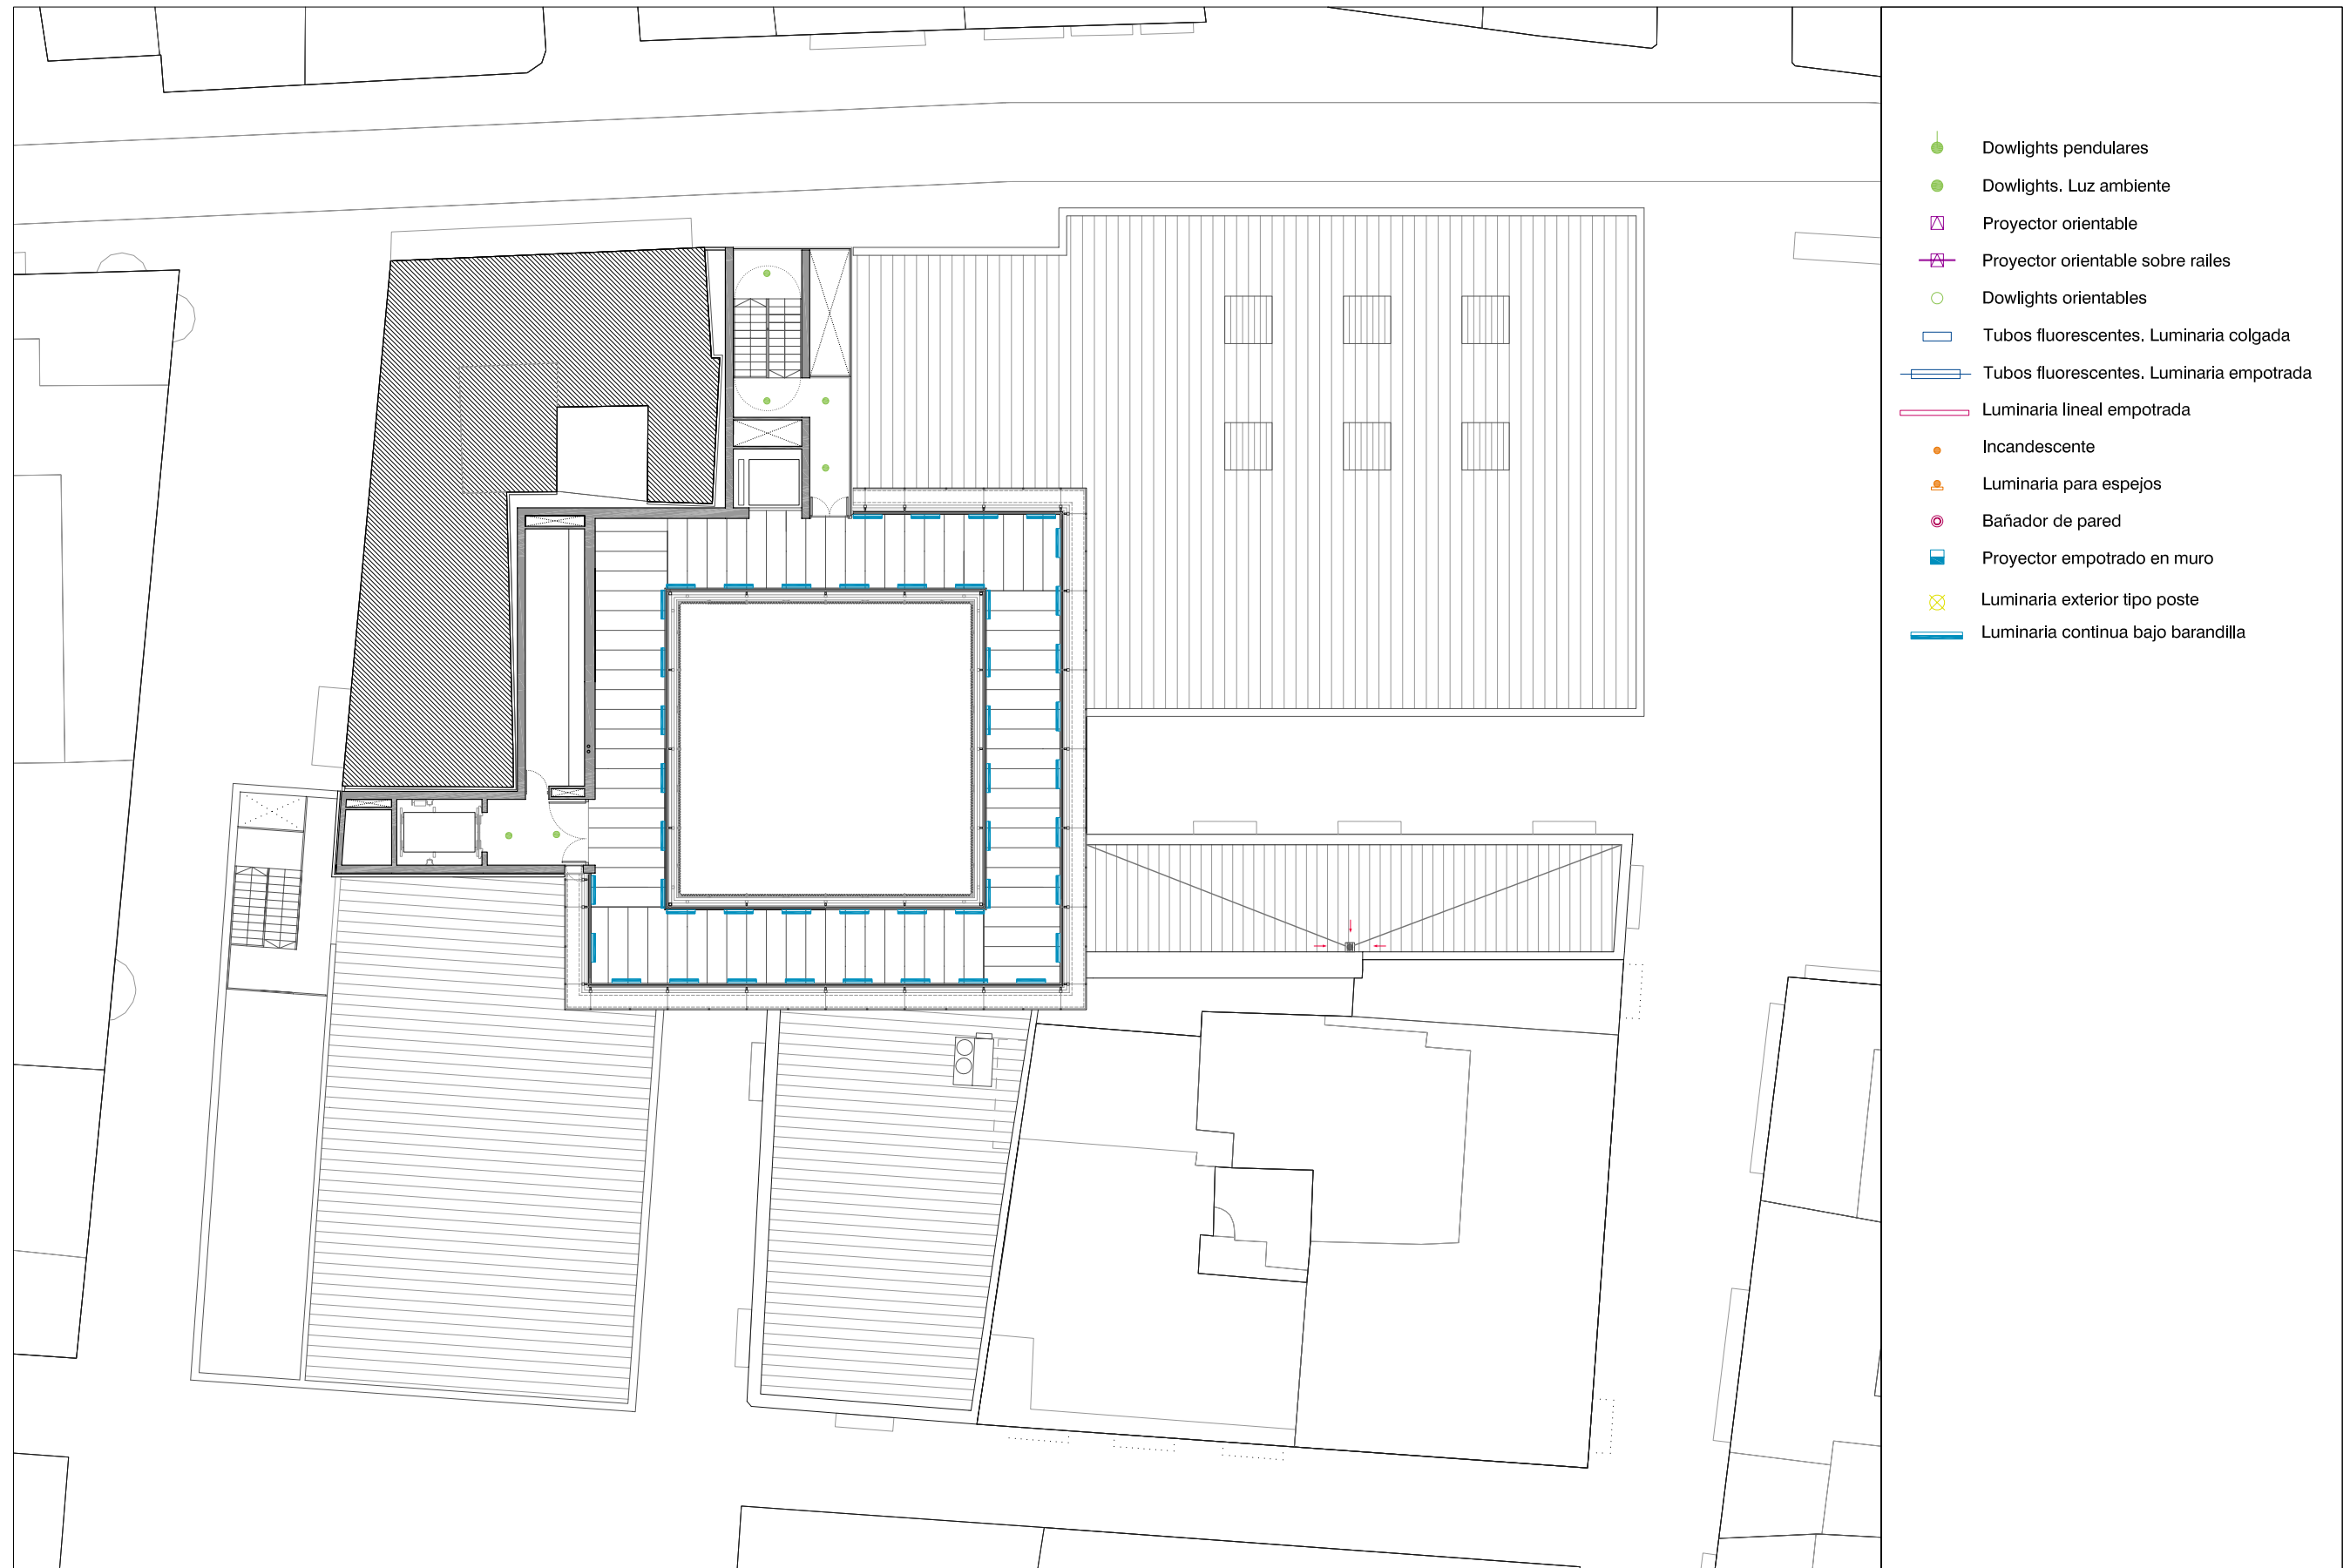 Dowlights pendulares
Dowlights. Luz ambiente
Proyector orientable
Proyector orientable sobre railes
Dowlights orientables
Tubos fluorescentes. Luminaria colgada
Tubos fluorescentes. Luminaria empotrada
Luminaria lineal empotrada
Incandescente
Luminaria para espejos
Bañador de pared
Proyector empotrado en muro
Luminaria exterior tipo poste
Luminaria continua bajo barandilla